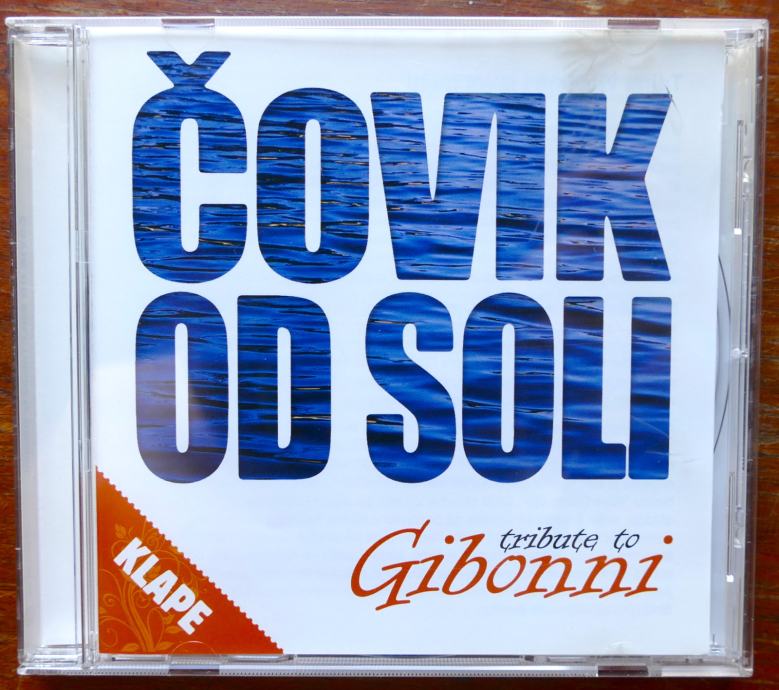 ČOVIK
OD SOLI
tribute to
Gibonni
KLAPE